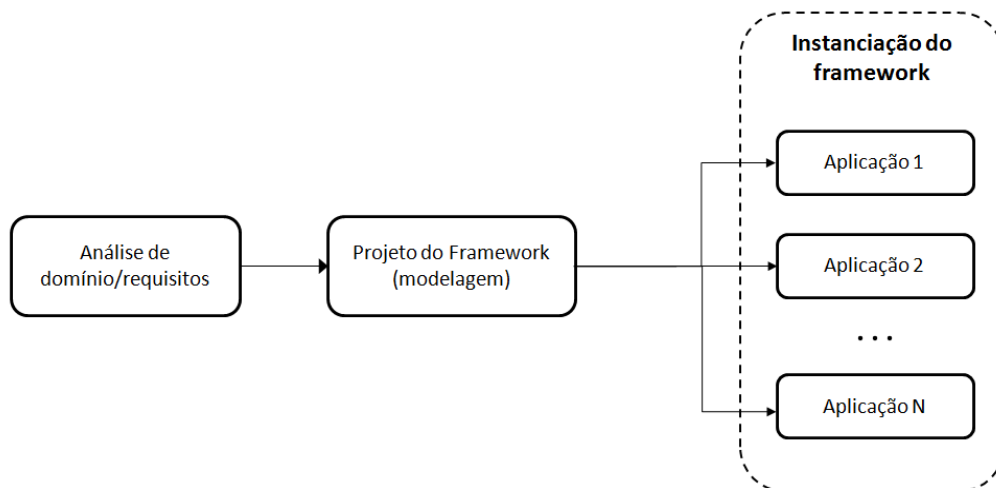 Instanciação do
framework
Aplicação 1
Análise de
domínio/requisitos
Projeto do Framework
(modelagem)
Aplicação 2
...
Aplicação N